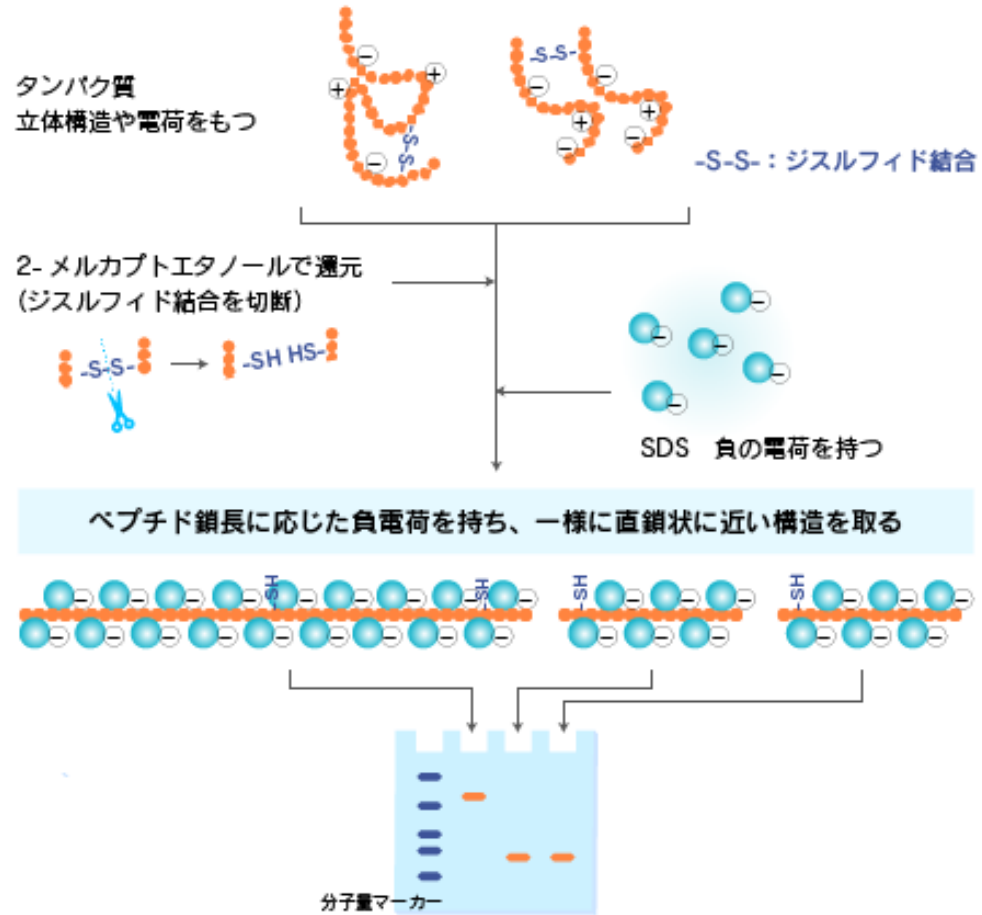 タンパク質
立体構造や電荷をもつ
-S-S-
-S-S-
-S-S-：ジスルフィド結合
2- メルカプトエタノールで還元
(ジスルフィド結合を切断)
-S-S- -SH HS-
SDS 負の電荷を持つ
ペプチド鎖長に応じた負電荷を持ち、一様に直鎖状に近い構造を取る
-SH -SH -SH -SH
分子量マーカー